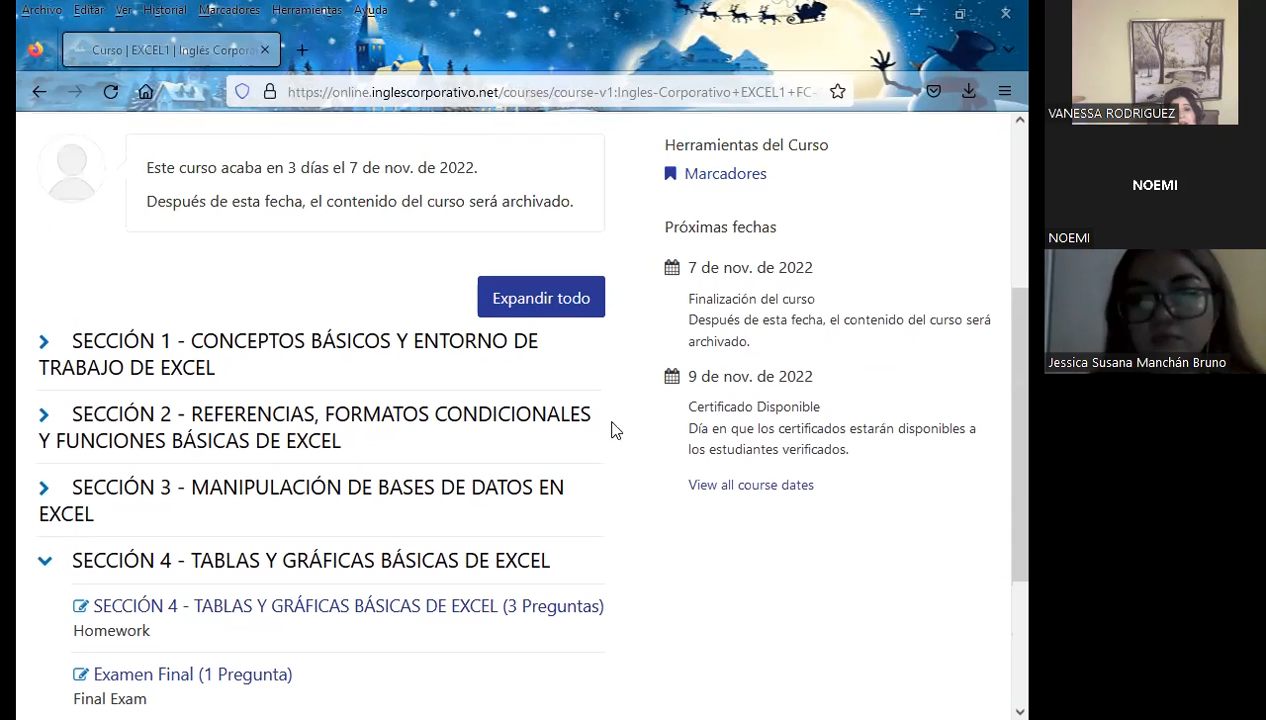 Archivo Editar Ver Historial Marcadores Herramientas Ayuda
Curso | EXCEL1 | Inglés Corpora
https://online.inglescorporativo.net/courses/course-v1:Ingles-Corporativo+EXCEL1+FC-
Este curso acaba en 3 días el 7 de nov. de 2022.
Después de esta fecha, el contenido del curso será archivado.
Expandir todo
SECCIÓN 1 - CONCEPTOS BÁSICOS Y ENTORNO DE
TRABAJO DE EXCEL
SECCIÓN 2 - REFERENCIAS, FORMATOS CONDICIONALES
Y FUNCIONES BÁSICAS DE EXCEL
SECCIÓN 3 - MANIPULACIÓN DE BASES DE DATOS EN
EXCEL
SECCIÓN 4 - TABLAS Y GRÁFICAS BÁSICAS DE EXCEL
SECCIÓN 4 - TABLAS Y GRÁFICAS BÁSICAS DE EXCEL (3 Preguntas)
Homework
Examen Final (1 Pregunta)
Final Exam
Herramientas del Curso
Marcadores
Próximas fechas
7 de nov. de 2022
Finalización del curso
Después de esta fecha, el contenido del curso será
archivado.
9 de nov. de 2022
Certificado Disponible
Día en que los certificados estarán disponibles a
los estudiantes verificados.
View all course dates
VANESSA RODRIGUEZ
NOEMI
NOEMI
Jessica Susana Manchán Bruno